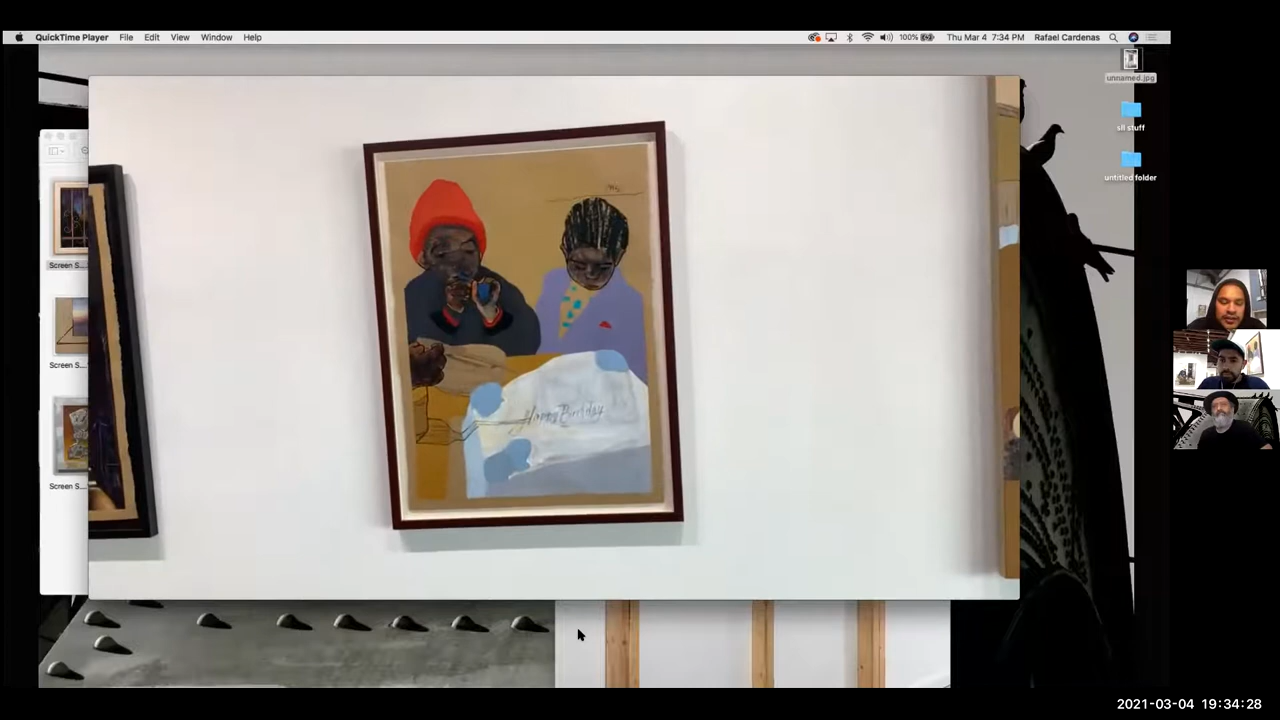 QuickTime Player File Edit View Window Help 100% Thu Mar 4 7:34 PM Rafael Cardenas
unnamed.jpg
sll stuff
untitled folder
Screen S...
Screen S...
Happy Birthday
Screen S...
2021-03-04 19:34:28